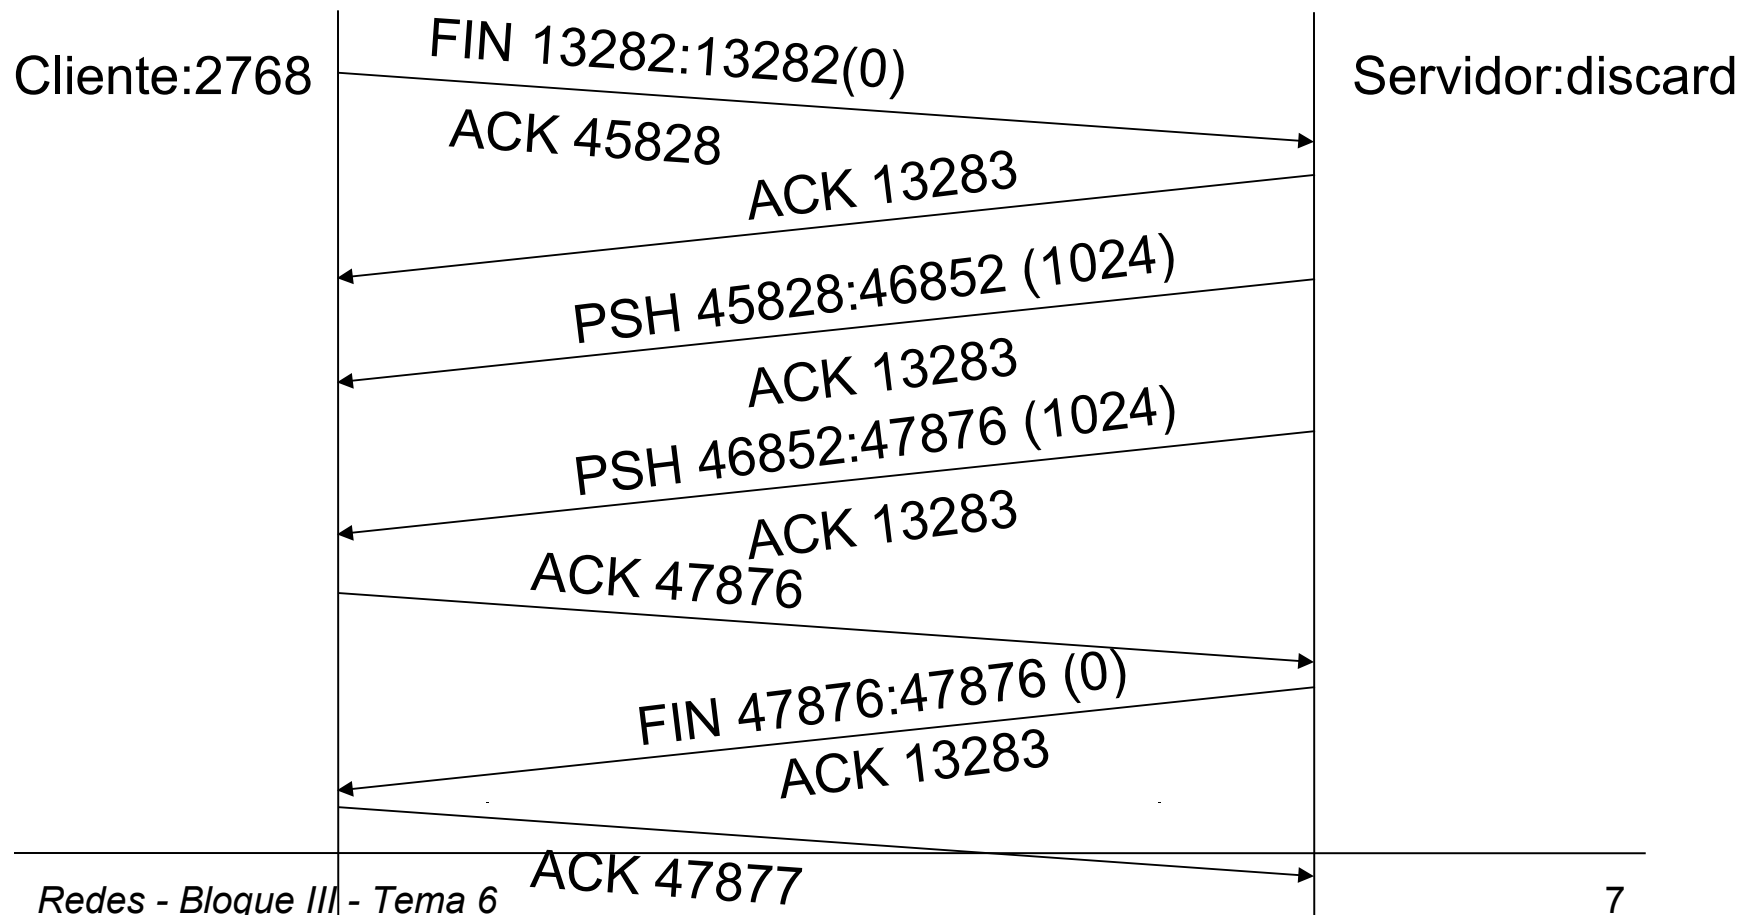 FIN 13282:13282(0)
Cliente:2768
Servidor:discard
ACK 45828
ACK 13283
PSH 45828:46852 (1024)
ACK 13283
PSH 46852:47876 (1024)
ACK 13283
ACK 47876
FIN 47876:47876 (0)
ACK 13283
ACK 47877
Redes - Bloque III - Tema 6
7